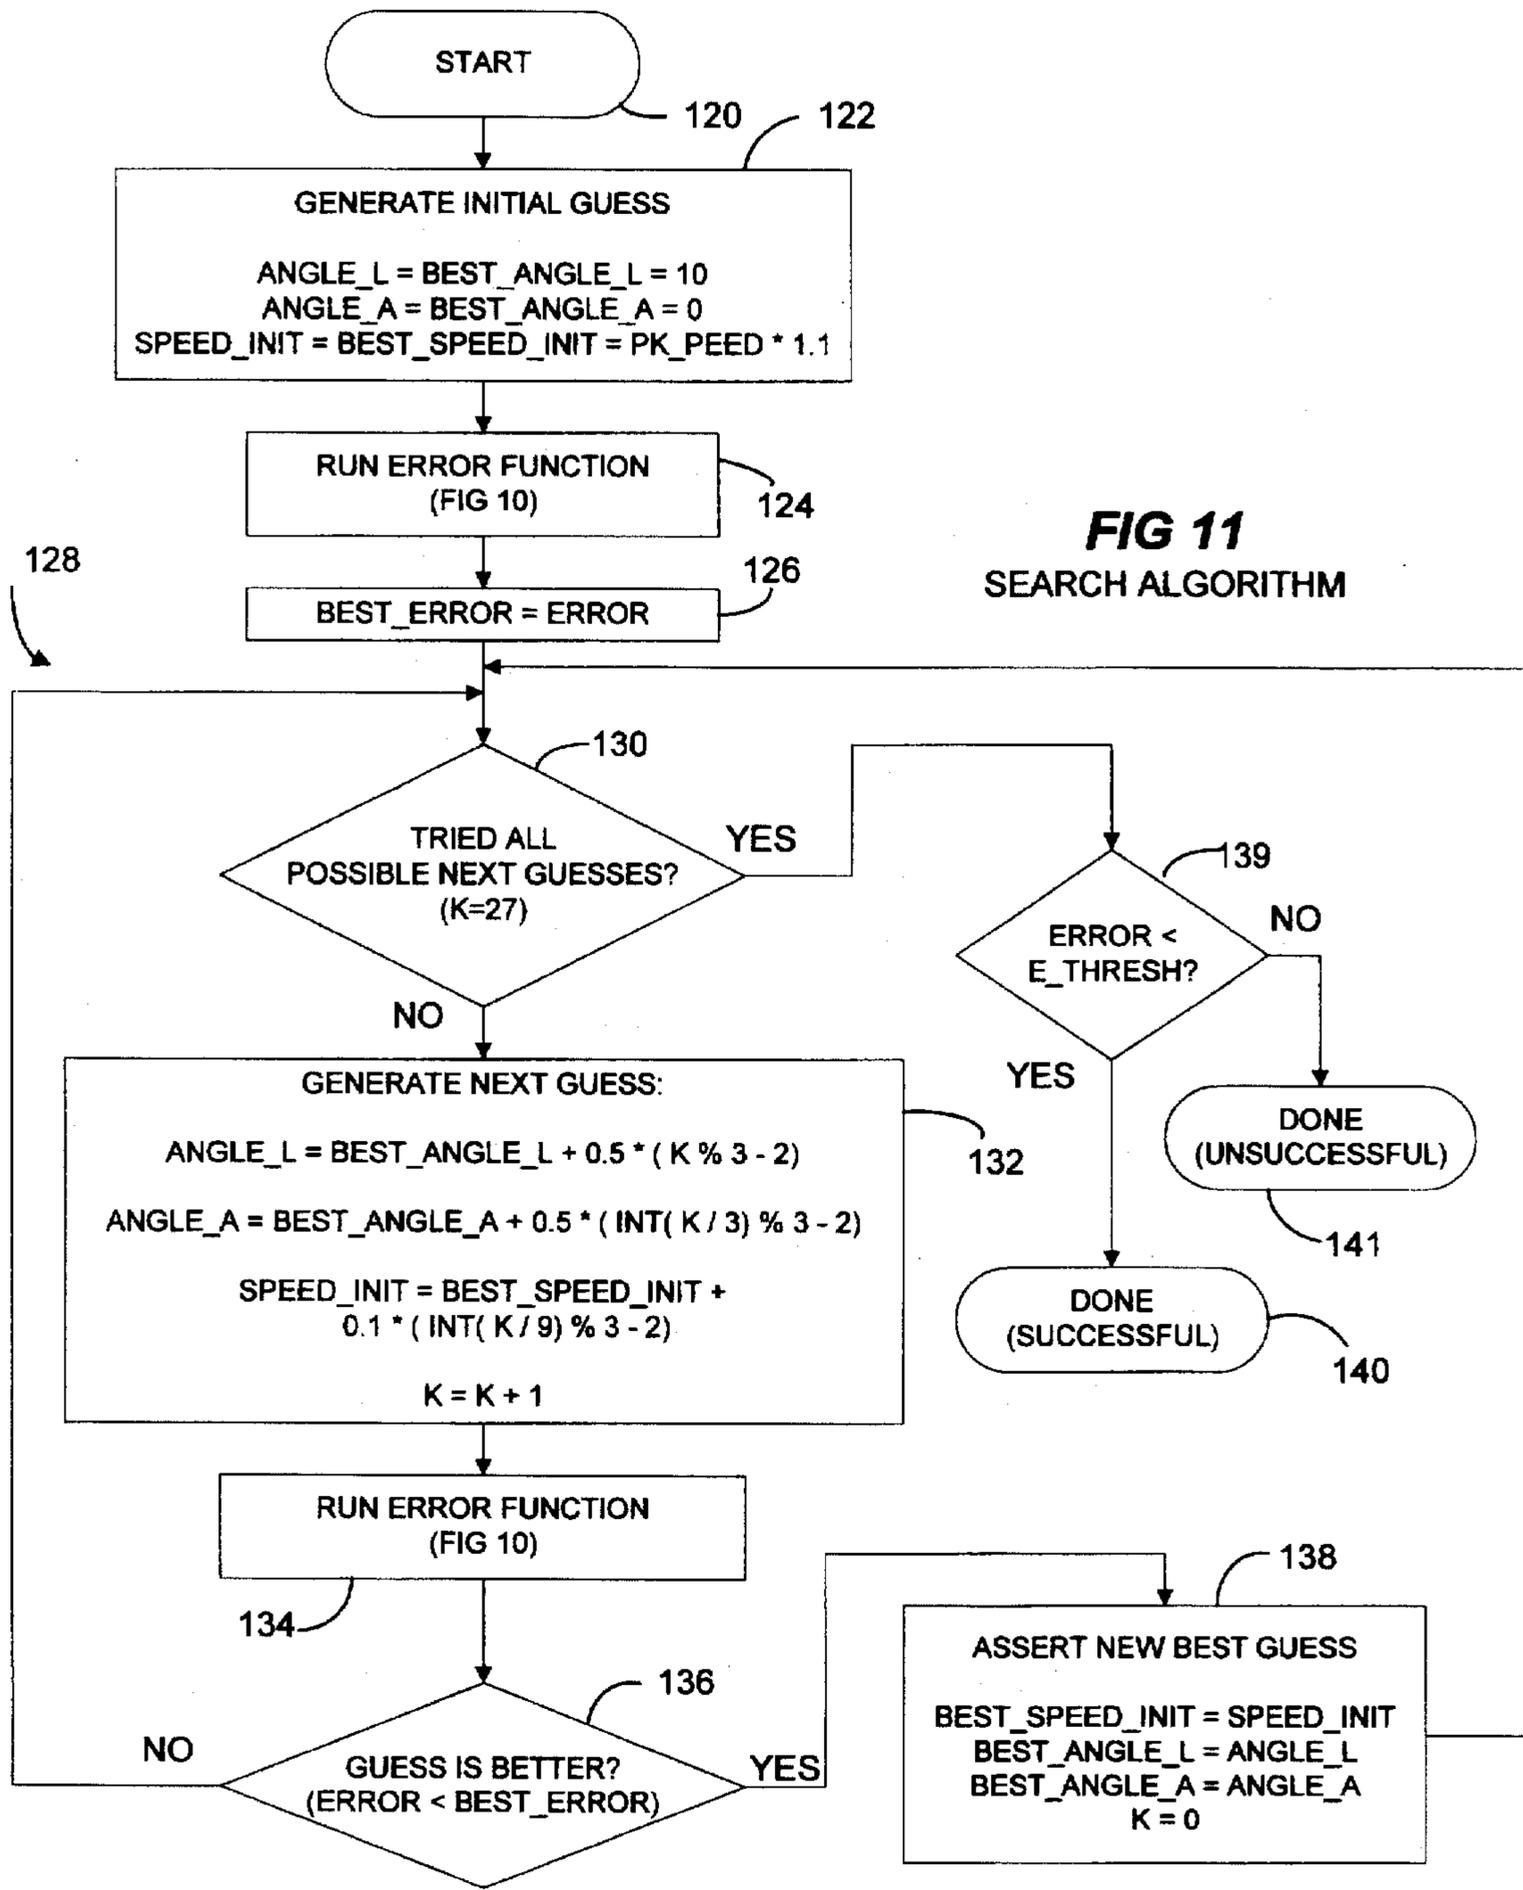 START
120
122
GENERATE INITIAL GUESS
ANGLE_L = BEST_ANGLE_L = 10
ANGLE_A = BEST_ANGLE_A = 0
SPEED_INIT = BEST_SPEED_INIT = PK_PEED * 1.1
RUN ERROR FUNCTION
(FIG 10)
124
FIG 11
SEARCH ALGORITHM
128
126
BEST_ERROR = ERROR
130
TRIED ALL
POSSIBLE NEXT GUESSES?
(K=27)
YES
NO
139
ERROR <
E_THRESH?
NO
YES
DONE
(UNSUCCESSFUL)
141
DONE
(SUCCESSFUL)
140
GENERATE NEXT GUESS:
ANGLE_L = BEST_ANGLE_L + 0.5 * ( K % 3 - 2)
ANGLE_A = BEST_ANGLE_A + 0.5 * ( INT( K / 3) % 3 - 2)
SPEED_INIT = BEST_SPEED_INIT +
0.1 * ( INT( K / 9) % 3 - 2)
K = K + 1
132
RUN ERROR FUNCTION
(FIG 10)
134
136
GUESS IS BETTER?
(ERROR < BEST_ERROR)
NO
YES
138
ASSERT NEW BEST GUESS
BEST_SPEED_INIT = SPEED_INIT
BEST_ANGLE_L = ANGLE_L
BEST_ANGLE_A = ANGLE_A
K = 0